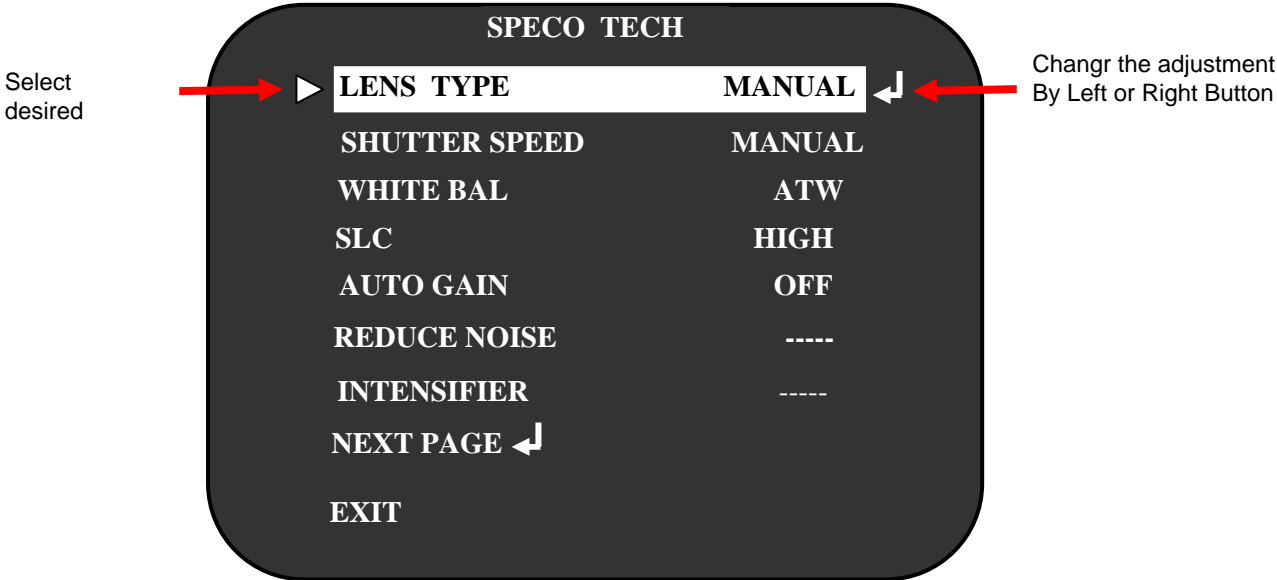 SPECO TECH
Select
desired
LENS TYPE MANUAL
Changr the adjustment
By Left or Right Button
SHUTTER SPEED MANUAL
WHITE BAL ATW
SLC HIGH
AUTO GAIN OFF
REDUCE NOISE -----
INTENSIFIER -----
NEXT PAGE
EXIT